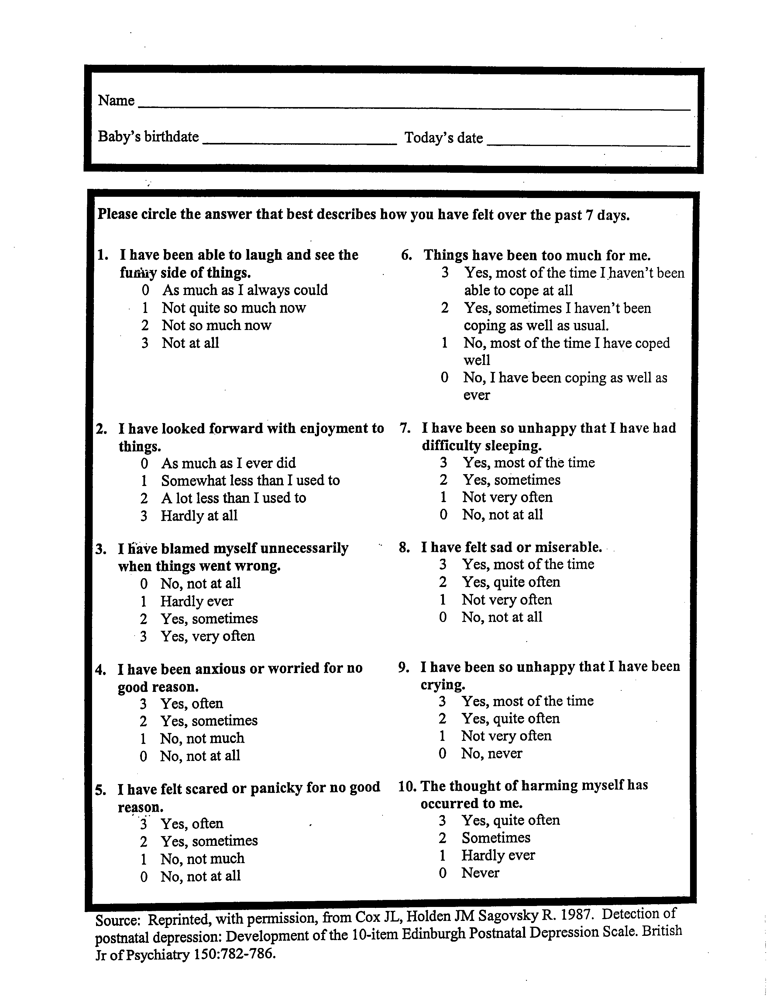 Name
Baby's birthdate Today's date
Please circle the answer that best describes how you have felt over the past 7 days.
1. I have been able to laugh and see the
funny side of things.
0 As much as I always could
1 Not quite so much now
2 Not so much now
3 Not at all
2. I have looked forward with enjoyment to
things.
0 As much as I ever did
1 Somewhat less than I used to
2 A lot less than I used to
3 Hardly at all
3. I have blamed myself unnecessarily
when things went wrong.
0 No, not at all
1 Hardly ever
2 Yes, sometimes
3 Yes, very often
4. I have been anxious or worried for no
good reason.
3 Yes, often
2 Yes, sometimes
1 No, not much
0 No, not at all
5. I have felt scared or panicky for no good
reason.
3 Yes, often
2 Yes, sometimes
1 No, not much
0 No, not at all
6. Things have been too much for me.
3 Yes, most of the time I haven't been
able to cope at all
2 Yes, sometimes I haven't been
coping as well as usual.
1 No, most of the time I have coped
well
0 No, I have been coping as well as
ever
7. I have been so unhappy that I have had
difficulty sleeping.
3 Yes, most of the time
2 Yes, sometimes
1 Not very often
0 No, not at all
8. I have felt sad or miserable.
3 Yes, most of the time
2 Yes, quite often
1 Not very often
0 No, not at all
9. I have been so unhappy that I have been
crying.
3 Yes, most of the time
2 Yes, quite often
1 Not very often
0 No, never
10. The thought of harming myself has
occurred to me.
3 Yes, quite often
2 Sometimes
1 Hardly ever
0 Never
Source: Reprinted, with permission, from Cox JL, Holden JM Sagovsky R. 1987. Detection of
postnatal depression: Development of the 10-item Edinburgh Postnatal Depression Scale. British
Jr of Psychiatry 150:782-786.